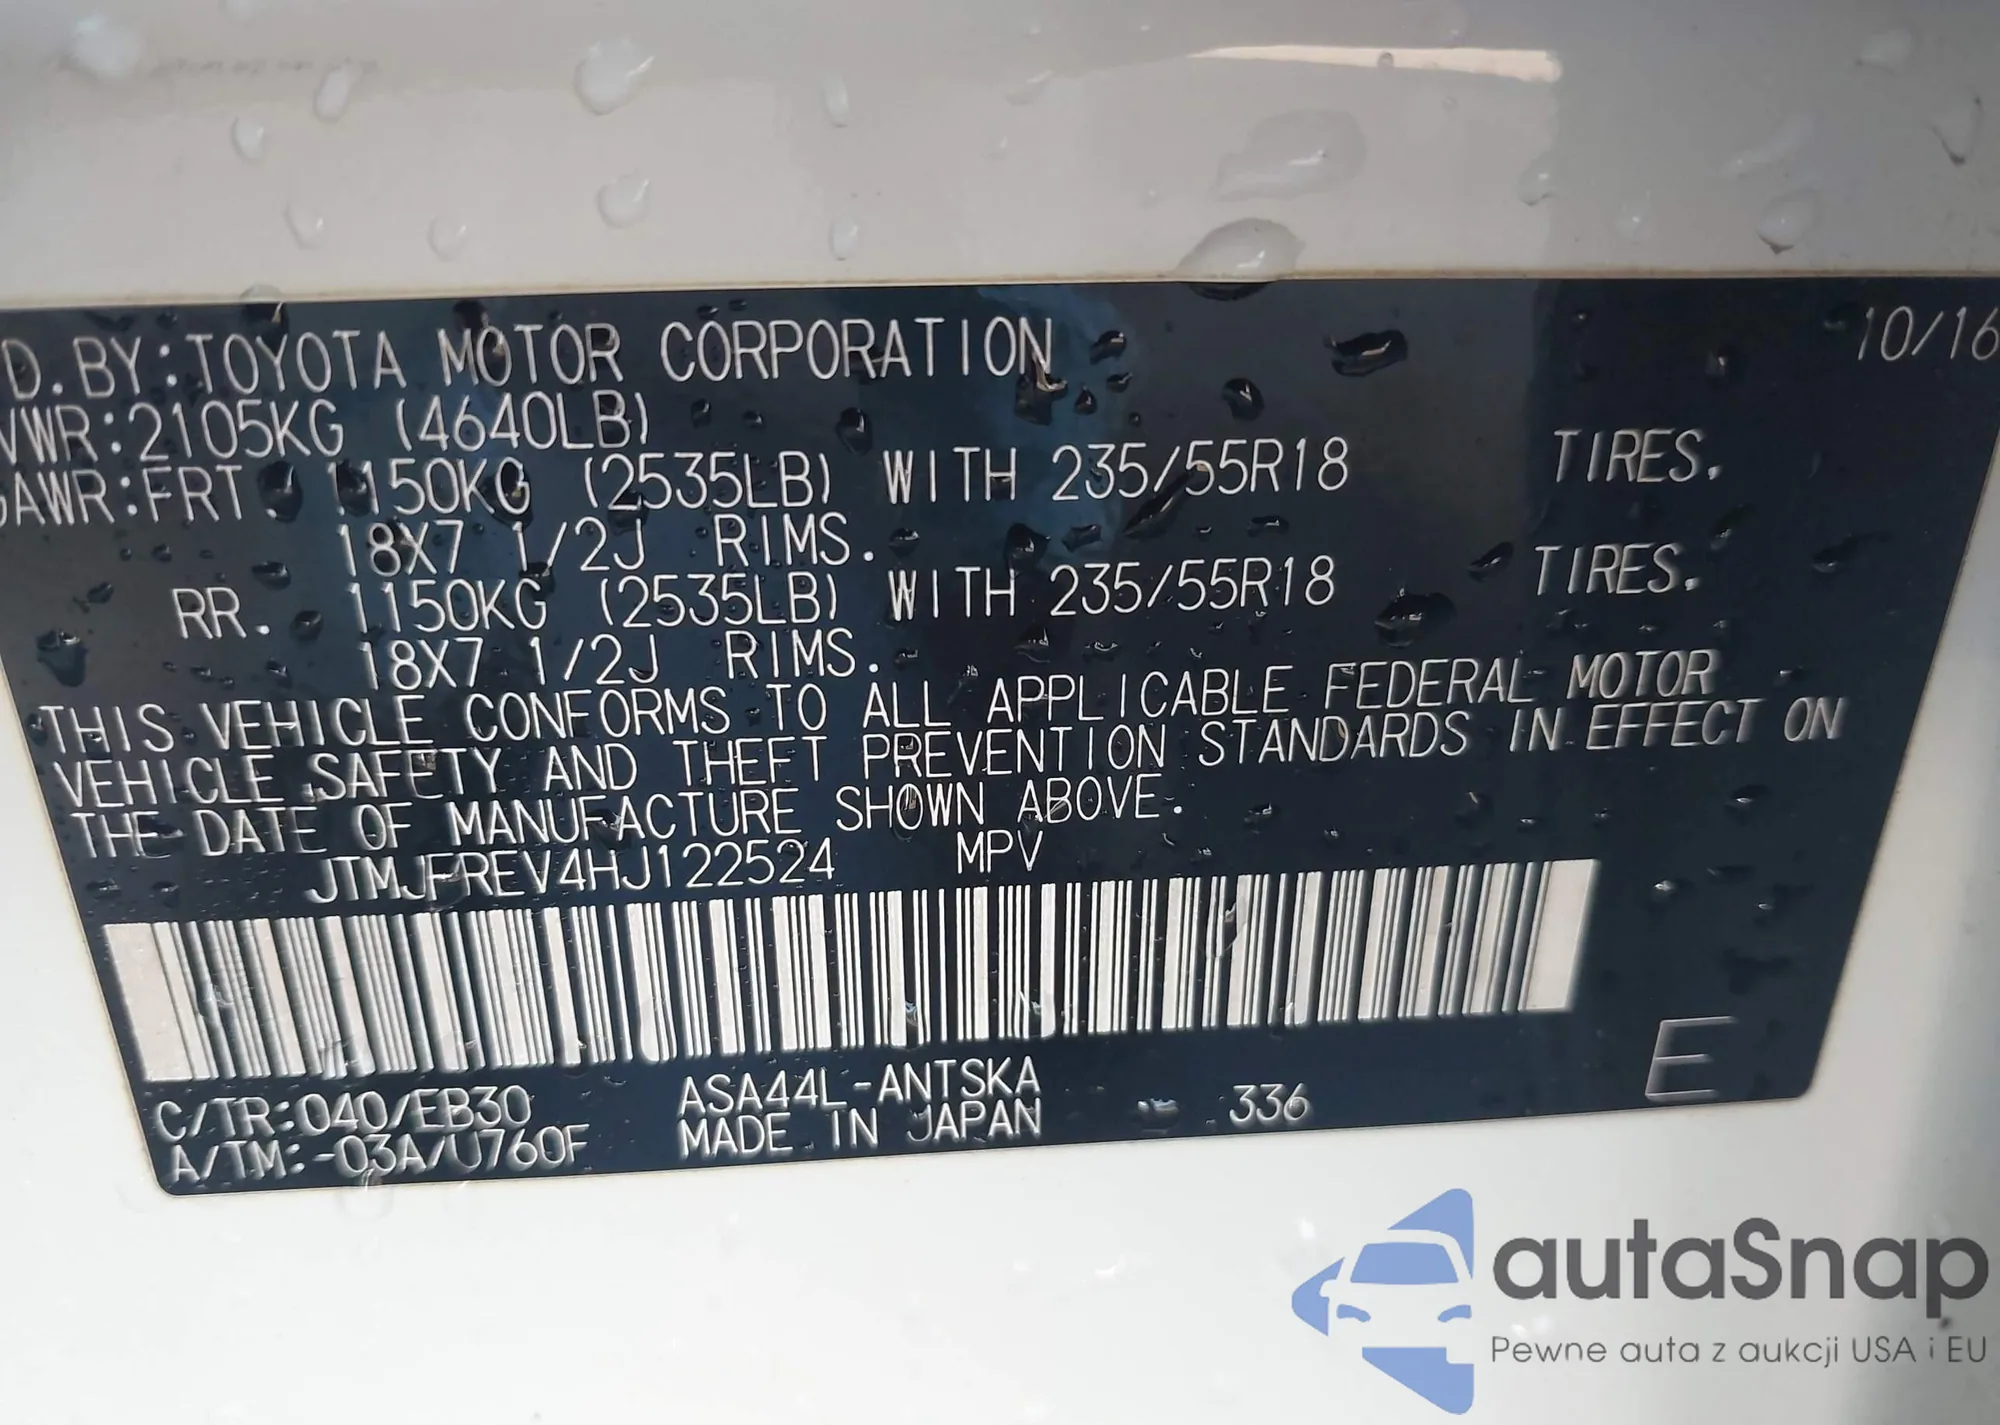 D.BY:TOYOTA MOTOR CORPORATION 10/16
VWR:2105KG (4640LB)
GAWR:FRT. 1150KG (2535LB) WITH 235/55R18 TIRES.
18X7 1/2J RIMS.
RR. 1150KG (2535LB) WITH 235/55R18 TIRES.
18X7 1/2J RIMS.
THIS VEHICLE CONFORMS TO ALL APPLICABLE FEDERAL MOTOR
VEHICLE SAFETY AND THEFT PREVENTION STANDARDS IN EFFECT ON
THE DATE OF MANUFACTURE SHOWN ABOVE.
JTMJFREV4HJ122524 MPV
C/TR:040/EB30 ASA44L-ANTSKA 336 E
A/TM:-03A/U760F MADE IN JAPAN
autaSnap
Pewne auta z aukcji USA i EU